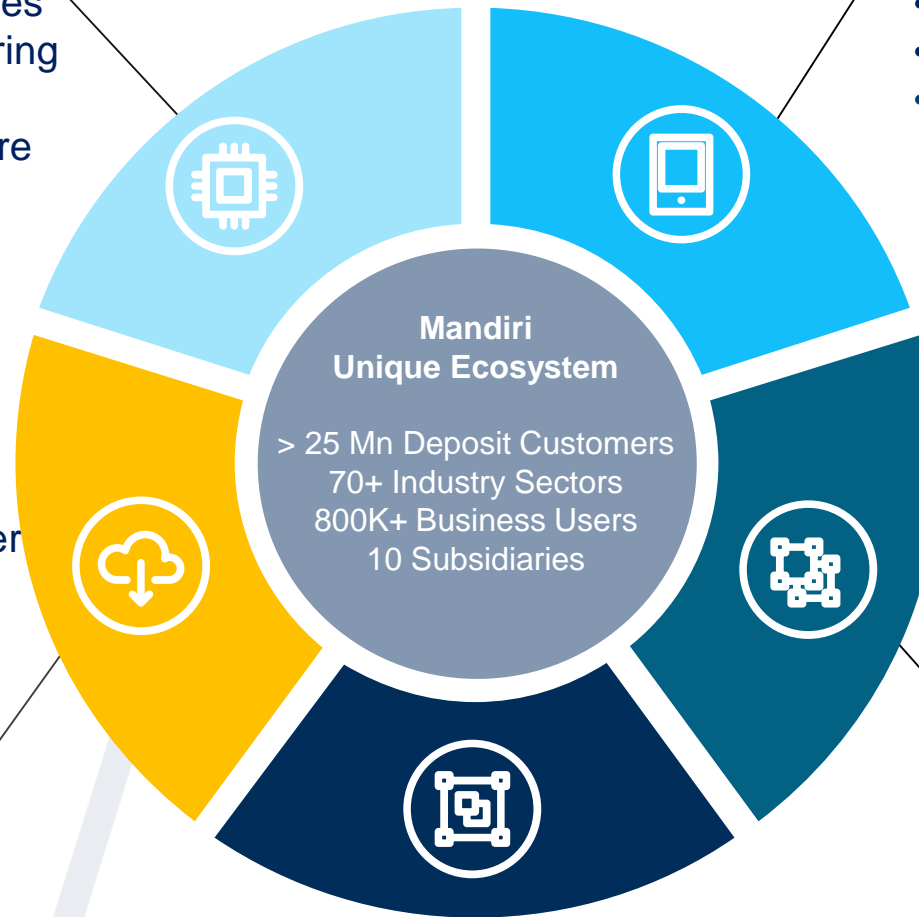 Mandiri
Unique Ecosystem
> 25 Mn Deposit Customers
70+ Industry Sectors
800K+ Business Users
10 Subsidiaries